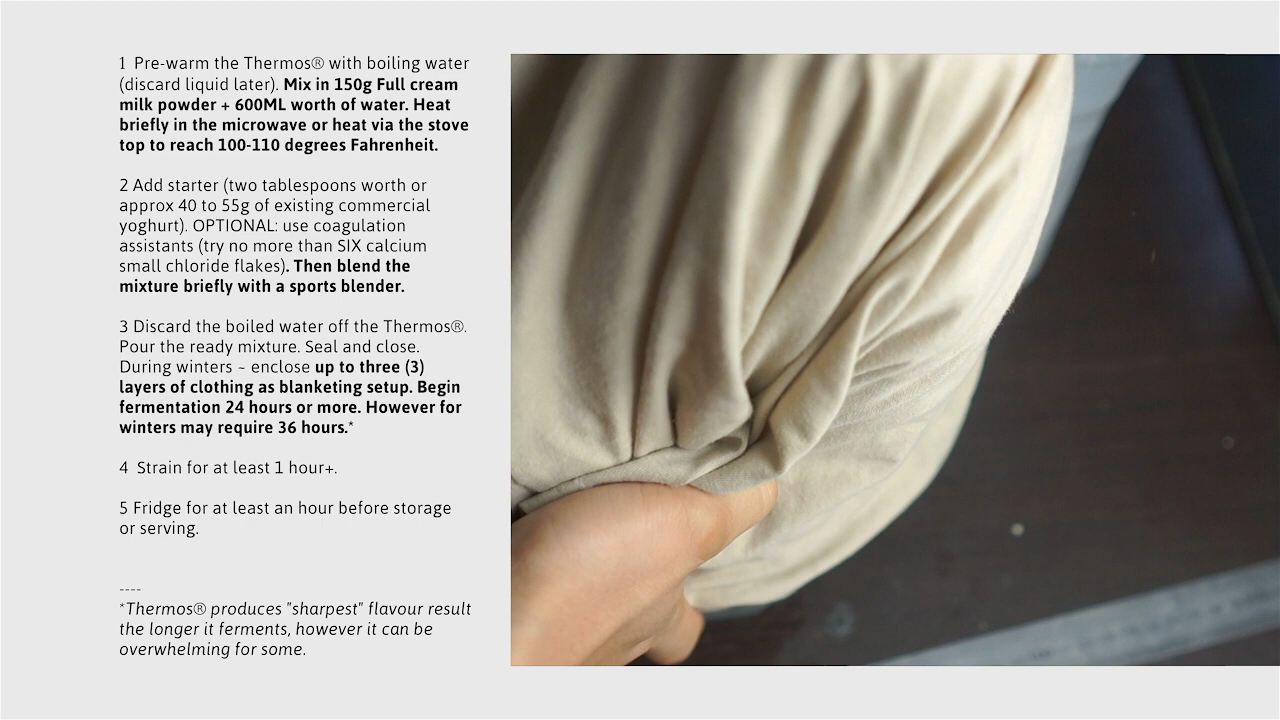 1 Pre-warm the Thermos® with boiling water
(discard liquid later). Mix in 150g Full cream
milk powder + 600ML worth of water. Heat
briefly in the microwave or heat via the stove
top to reach 100-110 degrees Fahrenheit.
2 Add starter (two tablespoons worth or
approx 40 to 55g of existing commercial
yoghurt). OPTIONAL: use coagulation
assistants (try no more than SIX calcium
small chloride flakes). Then blend the
mixture briefly with a sports blender.
3 Discard the boiled water off the Thermos®.
Pour the ready mixture. Seal and close.
During winters ~ enclose up to three (3)
layers of clothing as blanketing setup. Begin
fermentation 24 hours or more. However for
winters may require 36 hours.*
4 Strain for at least 1 hour+.
5 Fridge for at least an hour before storage
or serving.
----
*Thermos® produces "sharpest" flavour result
the longer it ferments, however it can be
overwhelming for some.